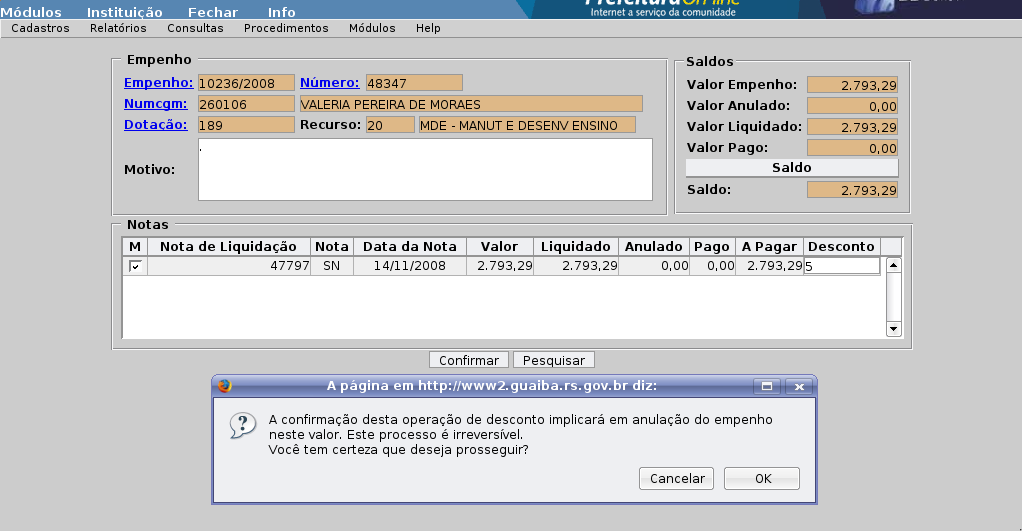 Módulos Instituição Fechar Info
Internet a serviço da comunidade
Cadastros Relatórios Consultas Procedimentos Módulos Help
Empenho
Empenho: 10236/2008 Número: 48347
Numcgm: 260106 VALERIA PEREIRA DE MORAES
Dotação: 189 Recurso: 20 MDE - MANUT E DESENV ENSINO
Motivo: .
Saldos
Valor Empenho: 2.793,29
Valor Anulado: 0,00
Valor Liquidado: 2.793,29
Valor Pago: 0,00
Saldo
Saldo: 2.793,29
Notas
M Nota de Liquidação Nota Data da Nota Valor Liquidado Anulado Pago A Pagar Desconto
47797 SN 14/11/2008 2.793,29 2.793,29 0,00 0,00 2.793,29 5
Confirmar Pesquisar
A página em http://www2.guaiba.rs.gov.br diz:
A confirmação desta operação de desconto implicará em anulação do empenho
neste valor. Este processo é irreversível.
Você tem certeza que deseja prosseguir?
Cancelar OK